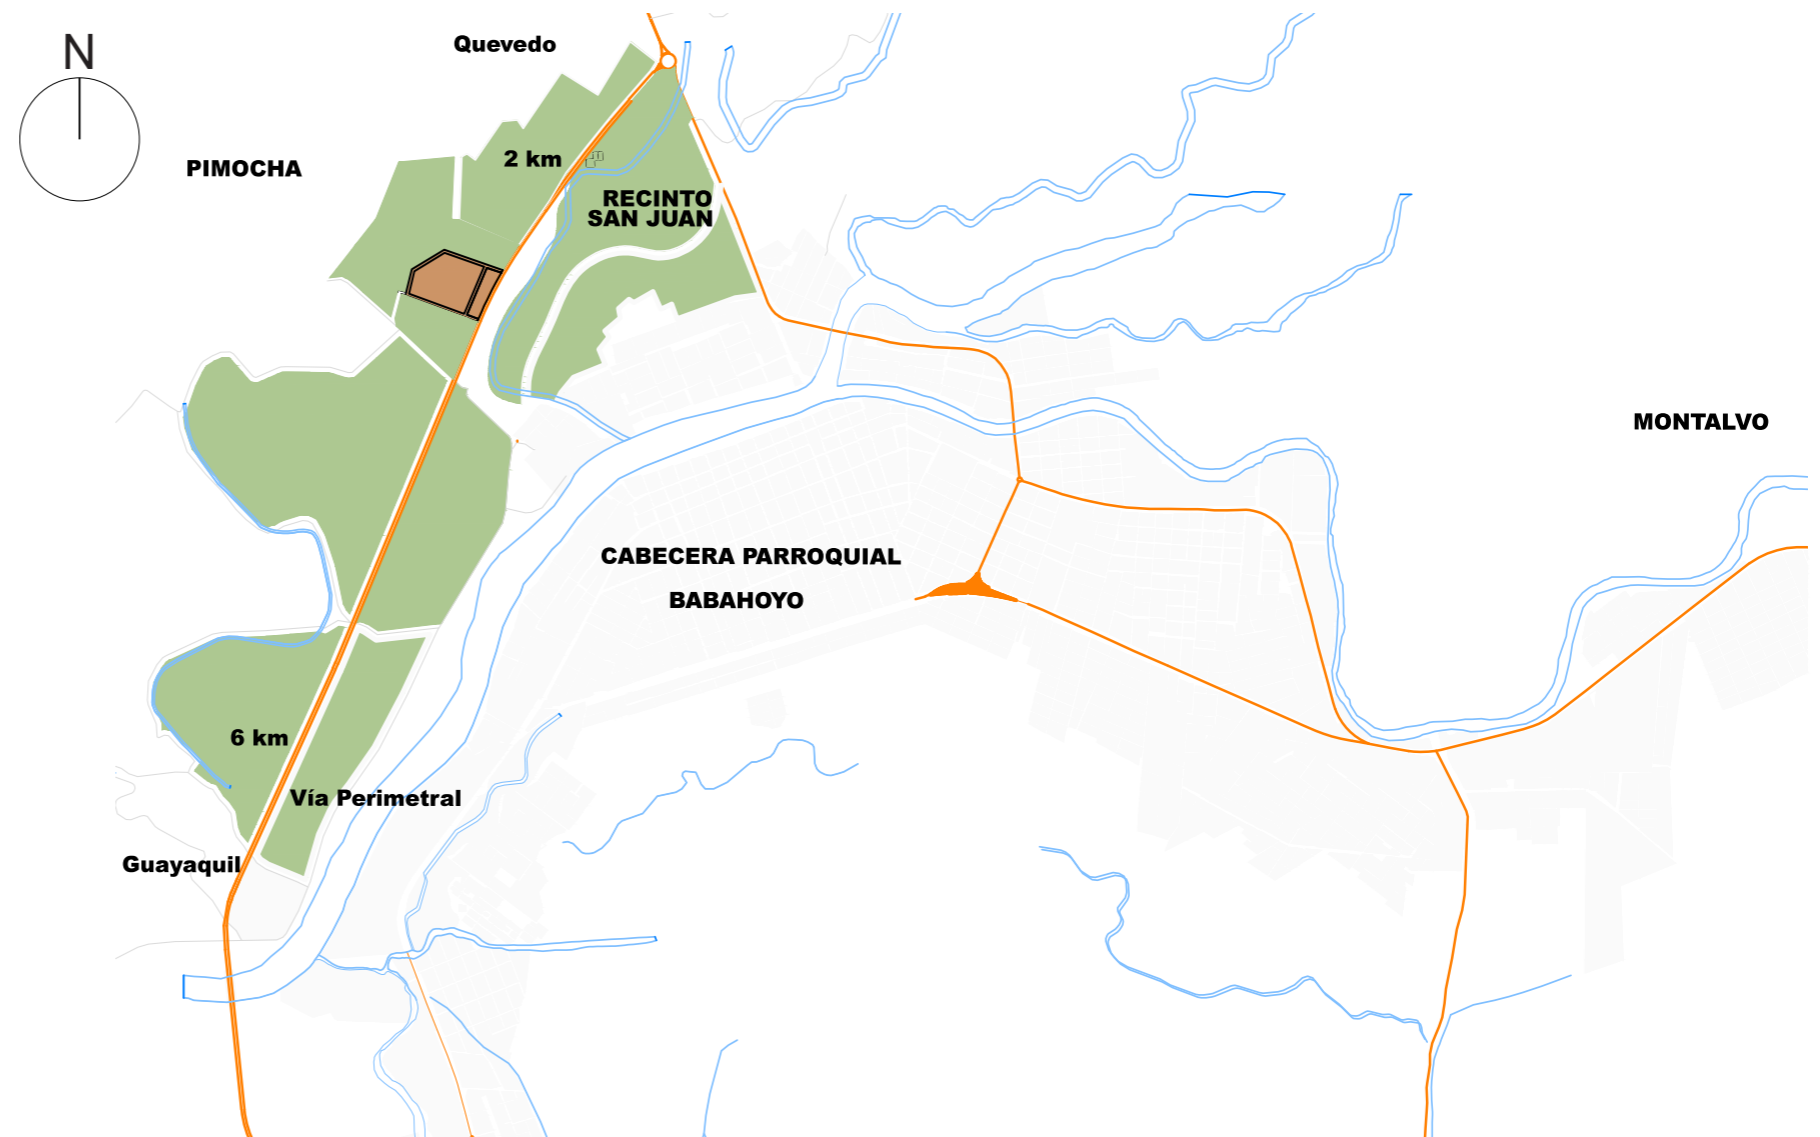 N
Quevedo
2 km
PIMOCHA
RECINTO
SAN JUAN
MONTALVO
CABECERA PARROQUIAL
BABAHOYO
6 km
Vía Perimetral
Guayaquil